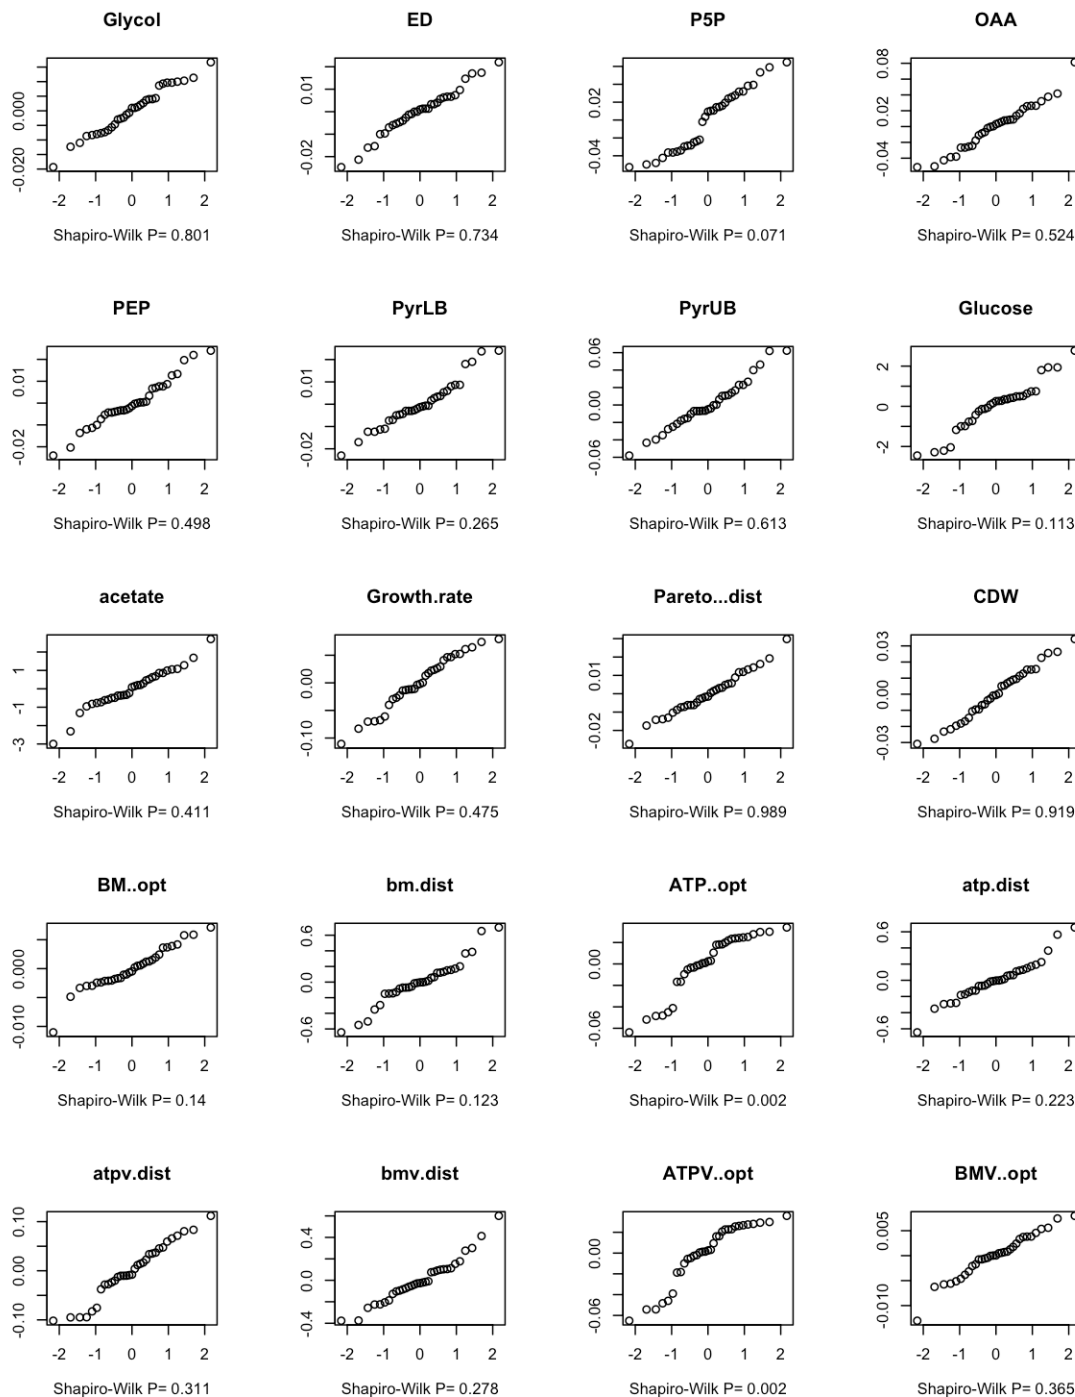 Glycol ED P5P OAA
-0.020 0.000 -0.02 0.01 -0.04 0.02 -0.04 0.02 0.08
-2 -1 0 1 2 -2 -1 0 1 2 -2 -1 0 1 2 -2 -1 0 1 2
Shapiro-Wilk P= 0.801 Shapiro-Wilk P= 0.734 Shapiro-Wilk P= 0.071 Shapiro-Wilk P= 0.524
PEP PyrLB PyrUB Glucose
-0.02 0.01 -0.02 0.01 -0.06 0.00 0.06 2 0 2
-2 -1 0 1 2 -2 -1 0 1 2 -2 -1 0 1 2 -2 -1 0 1 2
Shapiro-Wilk P= 0.498 Shapiro-Wilk P= 0.265 Shapiro-Wilk P= 0.613 Shapiro-Wilk P= 0.113
acetate Growth.rate Pareto...dist CDW
-3 -1 1 -0.10 0.00 -0.02 0.01 -0.03 0.00 0.03
-2 -1 0 1 2 -2 -1 0 1 2 -2 -1 0 1 2 -2 -1 0 1 2
Shapiro-Wilk P= 0.411 Shapiro-Wilk P= 0.475 Shapiro-Wilk P= 0.989 Shapiro-Wilk P= 0.919
BM..opt bm.dist ATP..opt atp.dist
-0.010 0.000 -0.6 0.0 0.6 -0.06 0.00 -0.6 0.0 0.6
-2 -1 0 1 2 -2 -1 0 1 2 -2 -1 0 1 2 -2 -1 0 1 2
Shapiro-Wilk P= 0.14 Shapiro-Wilk P= 0.123 Shapiro-Wilk P= 0.002 Shapiro-Wilk P= 0.223
atpv.dist bmv.dist ATPV..opt BMV..opt
-0.10 0.00 0.10 -0.4 0.0 0.4 -0.06 0.00 -0.010 0.005
-2 -1 0 1 2 -2 -1 0 1 2 -2 -1 0 1 2 -2 -1 0 1 2
Shapiro-Wilk P= 0.311 Shapiro-Wilk P= 0.278 Shapiro-Wilk P= 0.002 Shapiro-Wilk P= 0.365